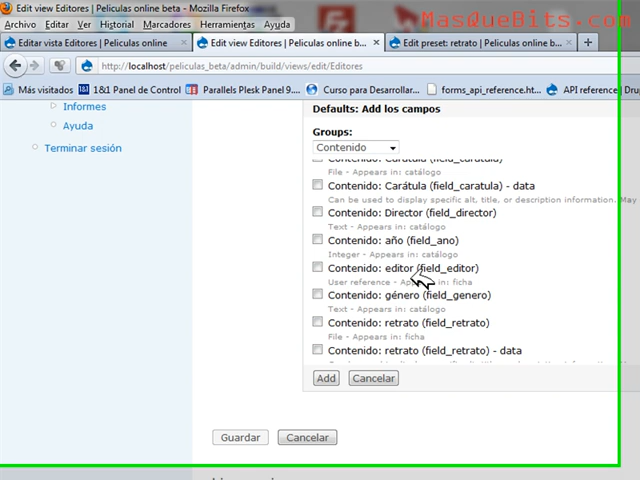 Edit view Editores | Peliculas online beta - Mozilla Firefox
MasQueBits.com
Archivo Editar Ver Historial Marcadores Herramientas Ayuda
Editar vista Editores | Peliculas online × Edit view Editores | Peliculas online b... × Edit preset: retrato | Peliculas online b... × +
http://localhost/peliculas_beta/admin/build/views/edit/Editores
Más visitados 1&1 Panel de Control Parallels Plesk Panel 9.... Curso para Desarrollar... forms_api_reference.ht... API reference | Dru
Informes
Ayuda
Terminar sesión
Defaults: Add los campos
Groups:
Contenido
Contenido: Carátula (field_caratula)
File - Appears in: catálogo
Contenido: Carátula (field_caratula) - data
Can be used to display specific alt, title, or description information. May
Contenido: Director (field_director)
Text - Appears in: catálogo
Contenido: año (field_ano)
Integer - Appears in: catálogo
Contenido: editor (field_editor)
User reference - Appears in: ficha
Contenido: género (field_genero)
Text - Appears in: catálogo
Contenido: retrato (field_retrato)
File - Appears in: ficha
Contenido: retrato (field_retrato) - data
Add Cancelar
Guardar Cancelar